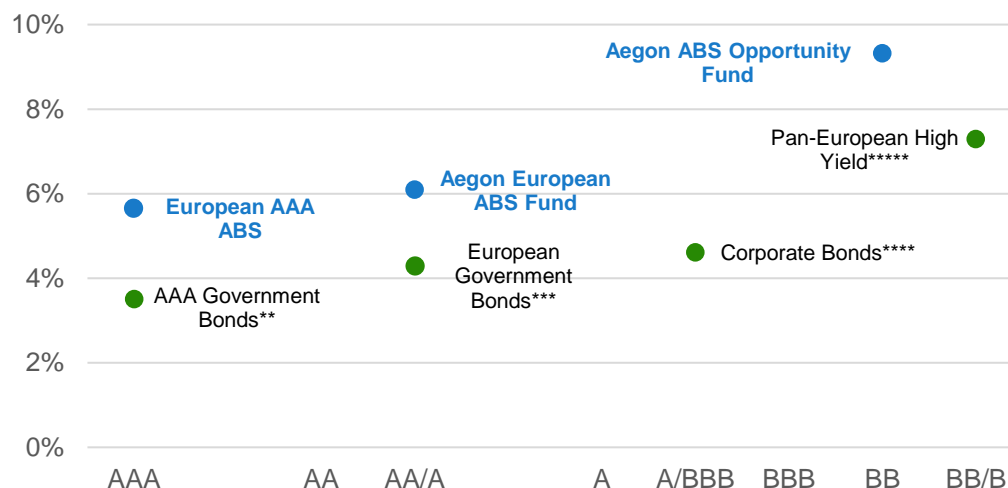 10%
Aegon ABS Opportunity
Fund
8%
Pan-European High
Yield*****
6%
European AAA
ABS
Aegon European
ABS Fund
European
Government
Bonds***
Corporate Bonds****
4%
AAA Government
Bonds**
2%
0%
AAA AA AA/A A A/BBB BBB BB BB/B